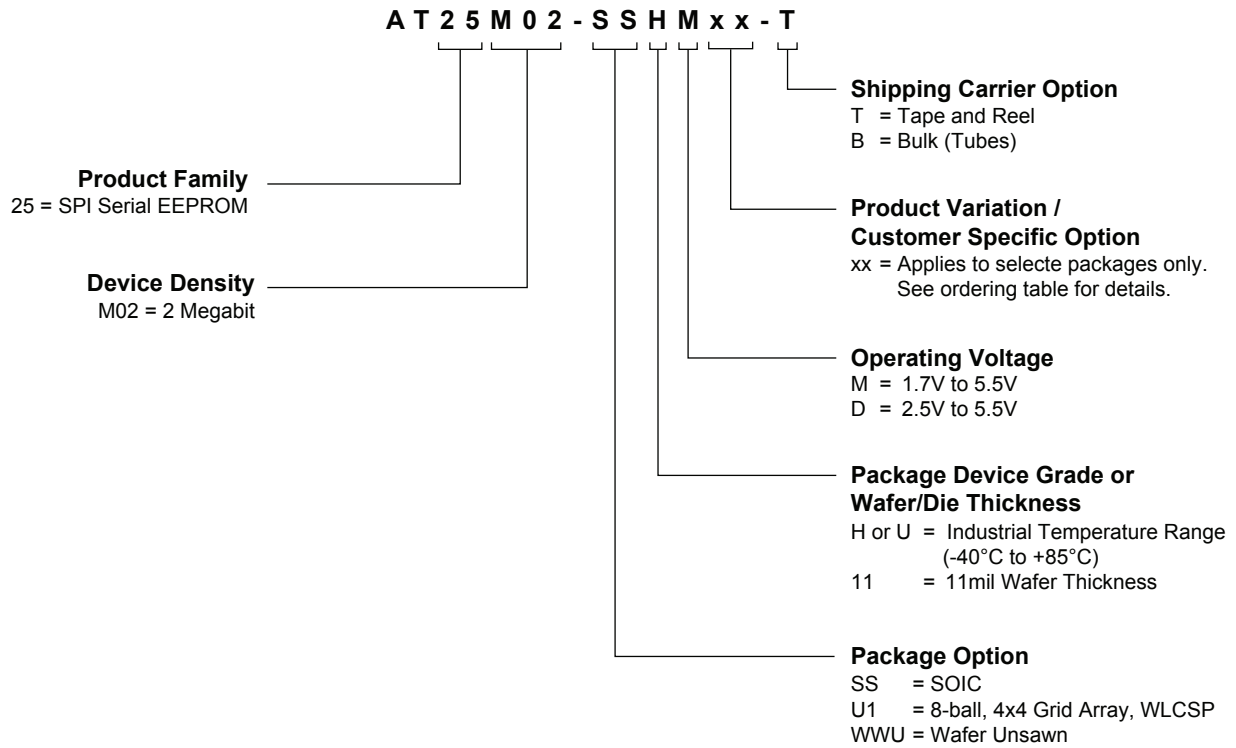 AT25M02-SSHMxx-T
Shipping Carrier Option
T = Tape and Reel
B = Bulk (Tubes)
Product Family
25 = SPI Serial EEPROM
Product Variation /
Customer Specific Option
xx = Applies to selecte packages only.
See ordering table for details.
Device Density
M02 = 2 Megabit
Operating Voltage
M = 1.7V to 5.5V
D = 2.5V to 5.5V
Package Device Grade or
Wafer/Die Thickness
H or U = Industrial Temperature Range
(-40°C to +85°C)
11 = 11mil Wafer Thickness
Package Option
SS = SOIC
U1 = 8-ball, 4x4 Grid Array, WLCSP
WWU = Wafer Unsawn